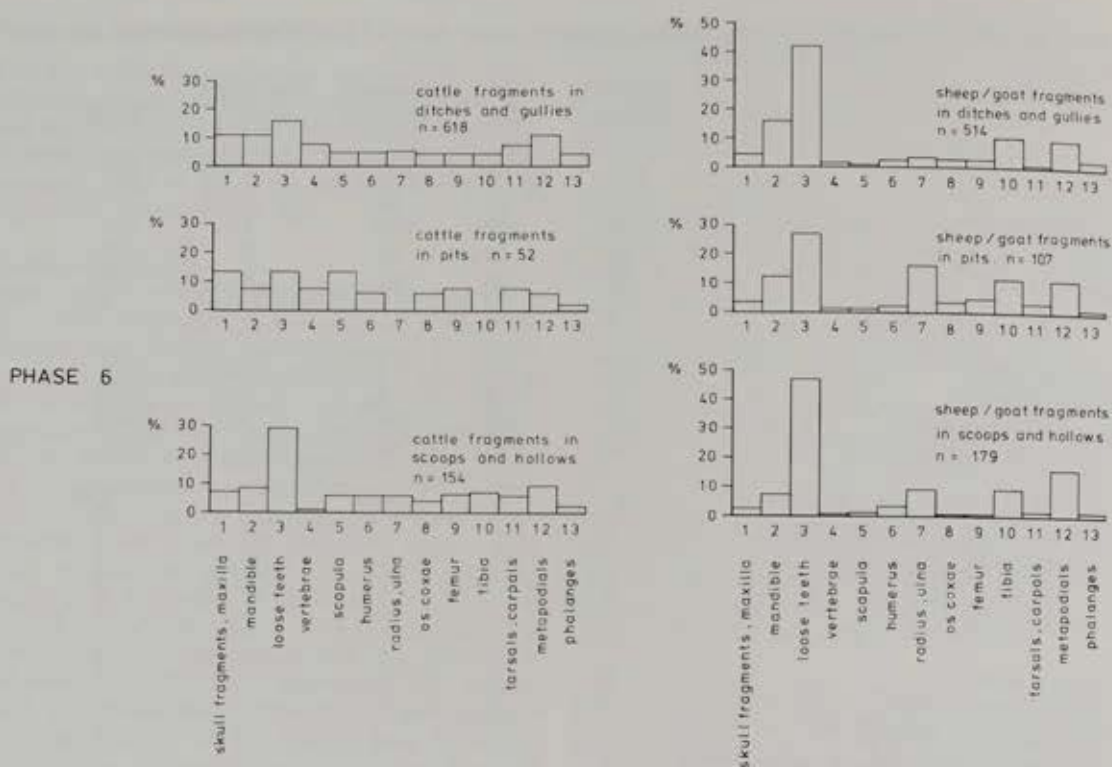 PHASE 6
%
30
20
10
0
cattle fragments in
ditches and gullies
n = 618
1 2 3 4 5 6 7 8 9 10 11 12 13
%
30
20
10
0
cattle fragments
in pits n = 52
1 2 3 4 5 6 7 8 9 10 11 12 13
%
30
20
10
0
cattle fragments in
scoops and hollows
n = 154
1 2 3 4 5 6 7 8 9 10 11 12 13
skull fragments, maxilla
mandible
loose teeth
vertebrae
scapula
humerus
radius, ulna
os coxae
femur
tibia
tarsals, carpals
metapodials
phalanges
%
50
40
30
20
10
0
sheep/goat fragments
in ditches and gullies
n = 514
1 2 3 4 5 6 7 8 9 10 11 12 13
%
30
20
10
0
sheep/goat fragments
in pits . n = 107
1 2 3 4 5 6 7 8 9 10 11 12 13
%
50
40
30
20
10
0
sheep / goat fragments
in scoops and hollows
n = 179
1 2 3 4 5 6 7 8 9 10 11 12 13
skull fragments, maxilla
mandible
loose teeth
vertebrae
scapula
humerus
radius, ulna
os coxae
femur
tibia
tarsals, carpals
metapodials
phalanges